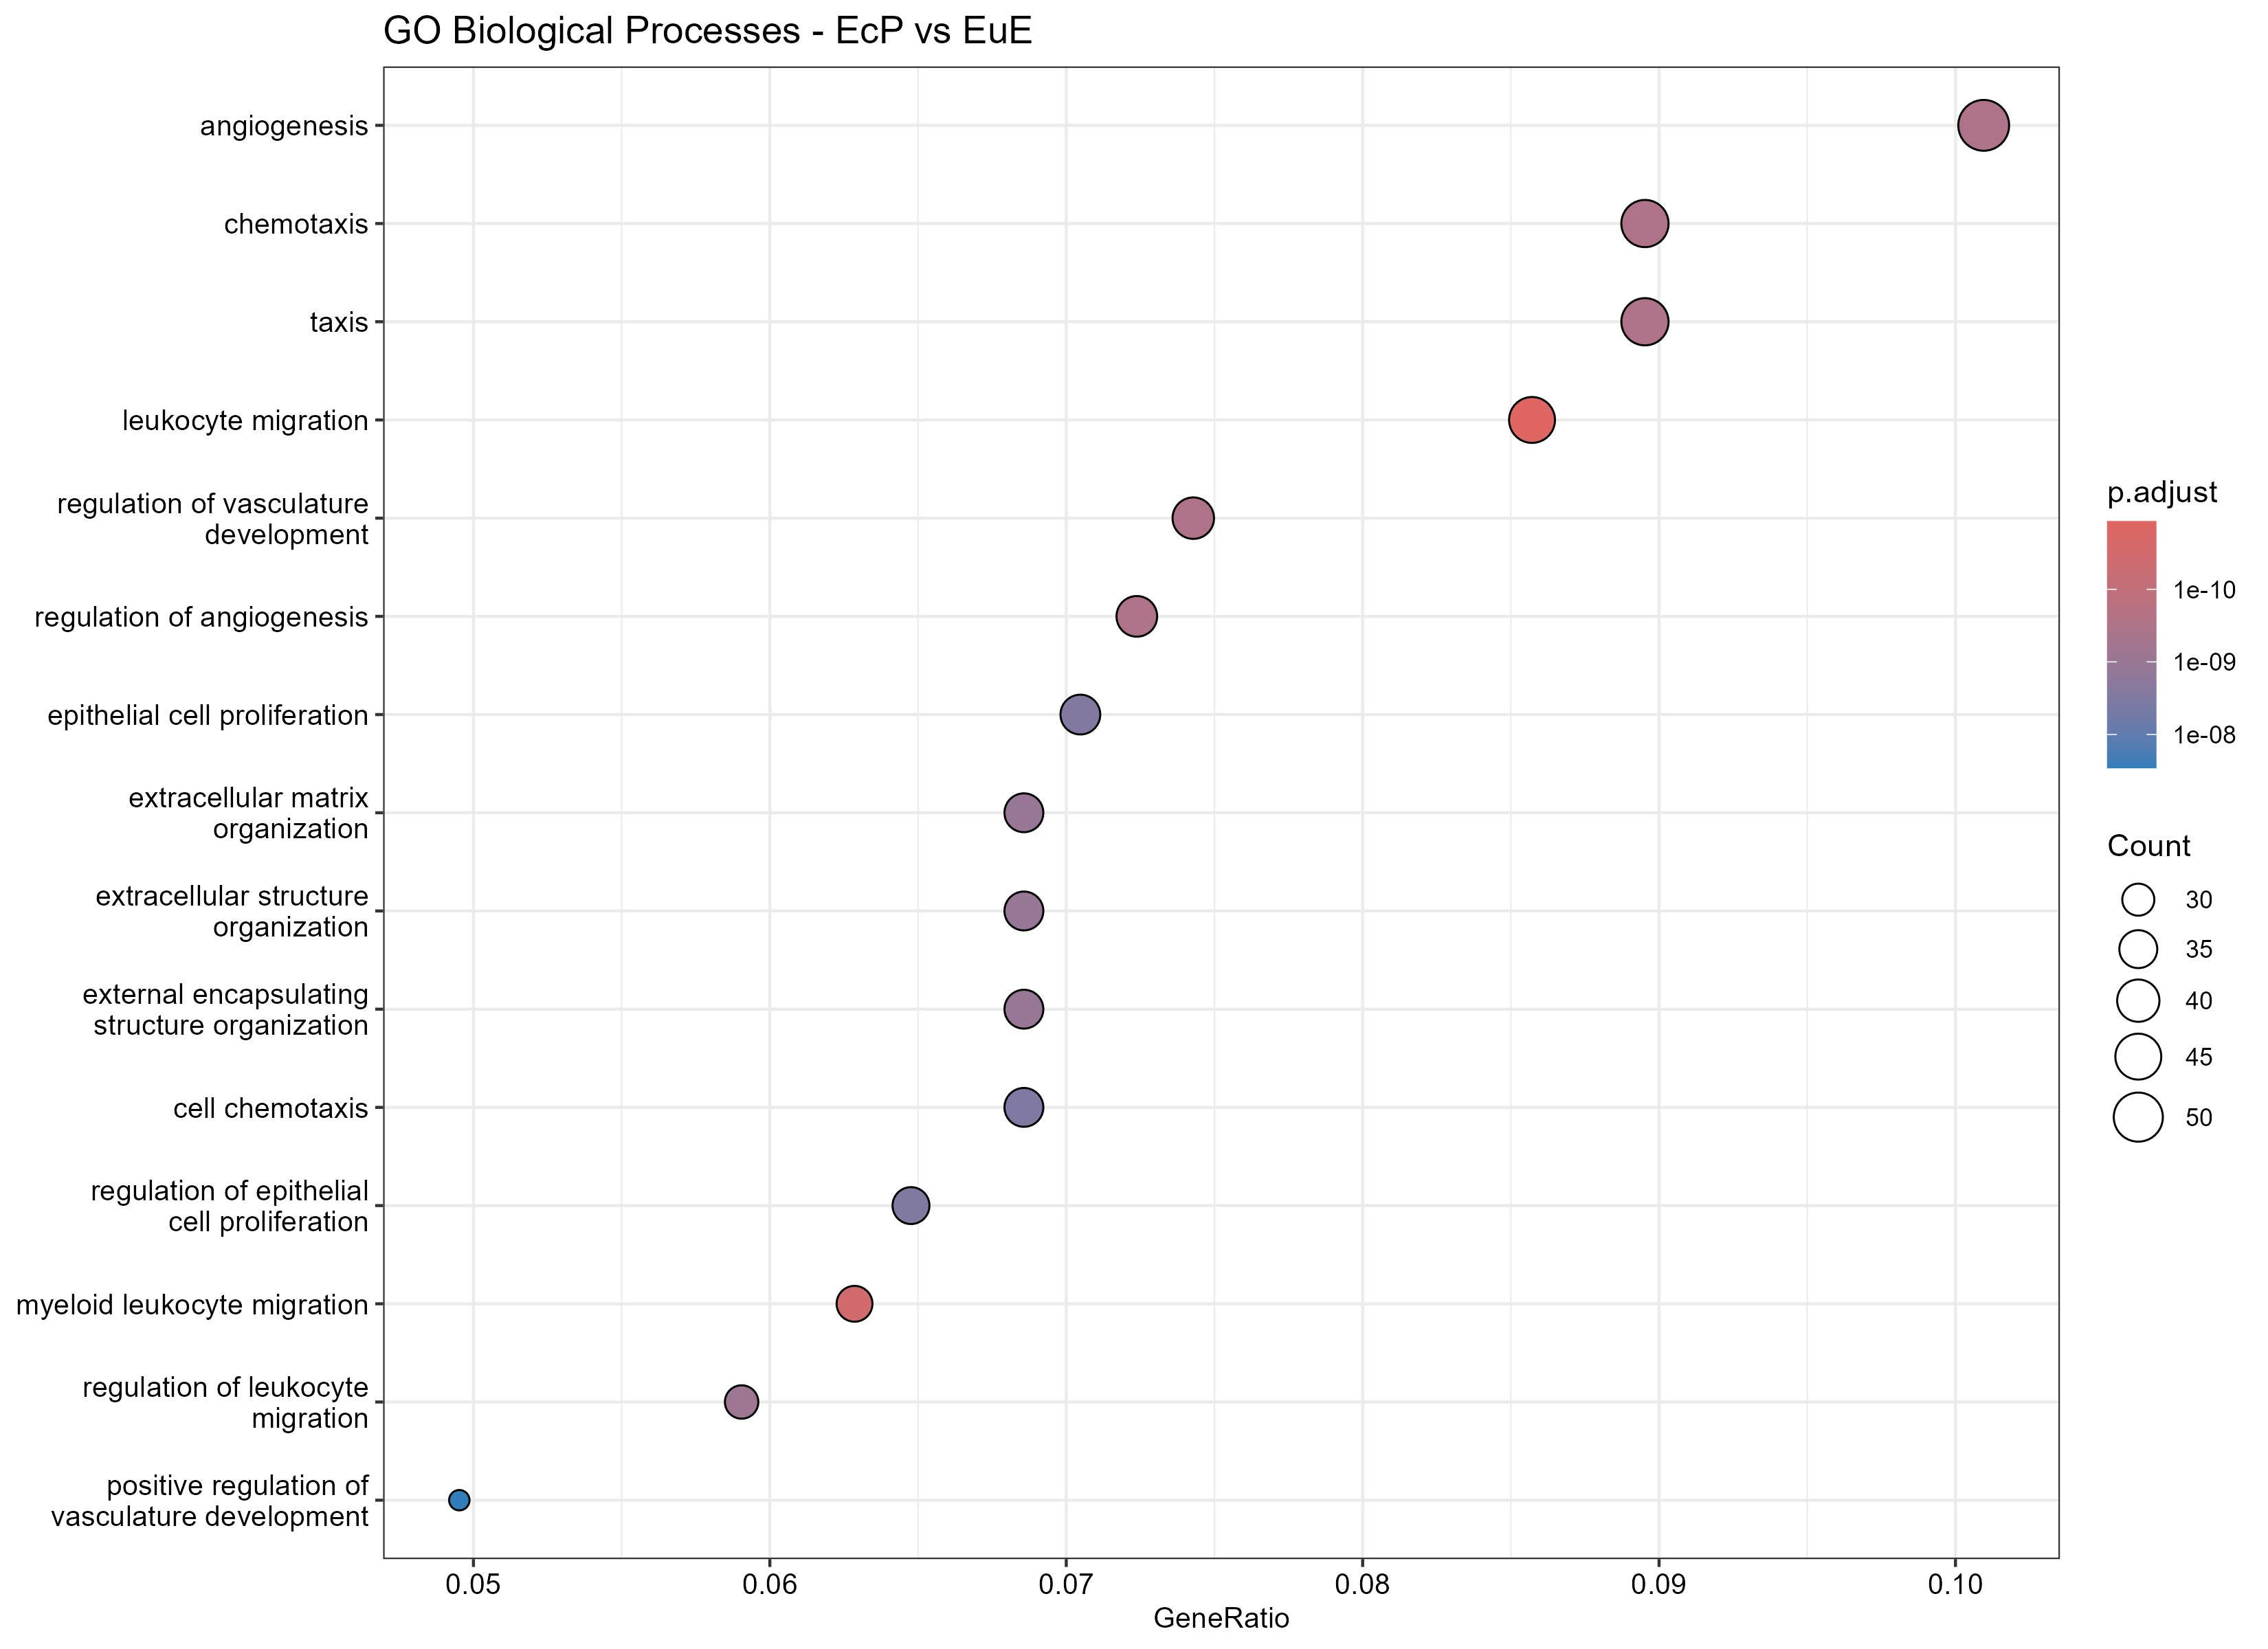 GO Biological Processes - EcP vs EuE
angiogenesis
chemotaxis
taxis
leukocyte migration
regulation of vasculature
development
regulation of angiogenesis
epithelial cell proliferation
extracellular matrix
organization
extracellular structure
organization
external encapsulating
structure organization
cell chemotaxis
regulation of epithelial
cell proliferation
myeloid leukocyte migration
regulation of leukocyte
migration
positive regulation of
vasculature development
0.05
0.06
0.07
0.08
0.09
0.10
GeneRatio
p.adjust
1e-10
1e-09
1e-08
Count
30
35
40
45
50